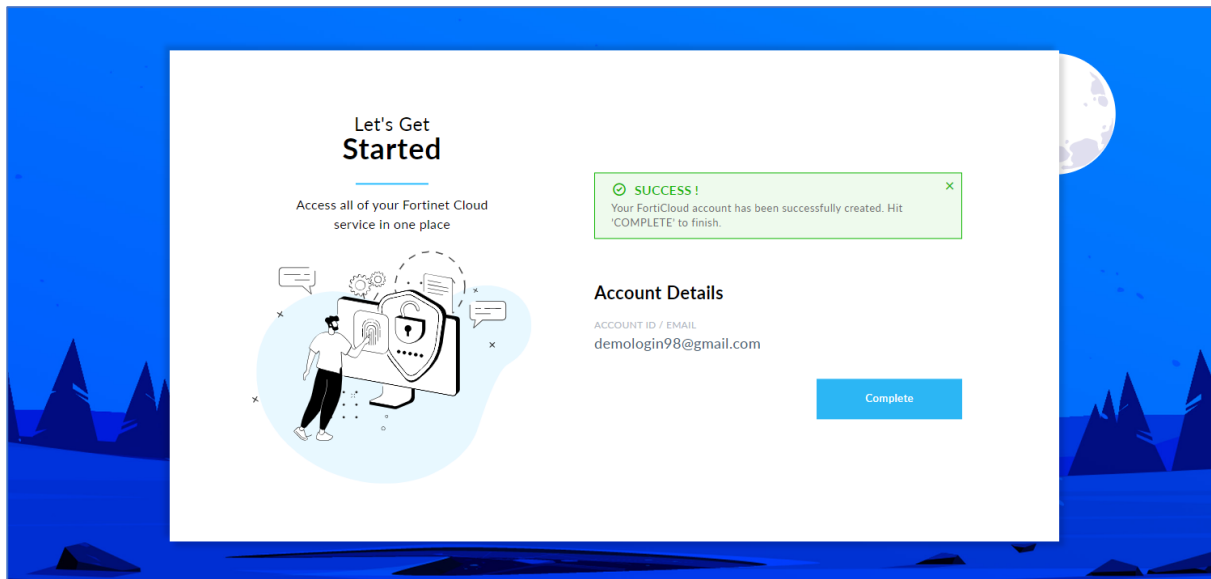 Let's Get
Started
Access all of your Fortinet Cloud
service in one place
SUCCESS !
Your FortiCloud account has been successfully created. Hit
'COMPLETE' to finish.
Account Details
ACCOUNT ID / EMAIL
demologin98@gmail.com
Complete